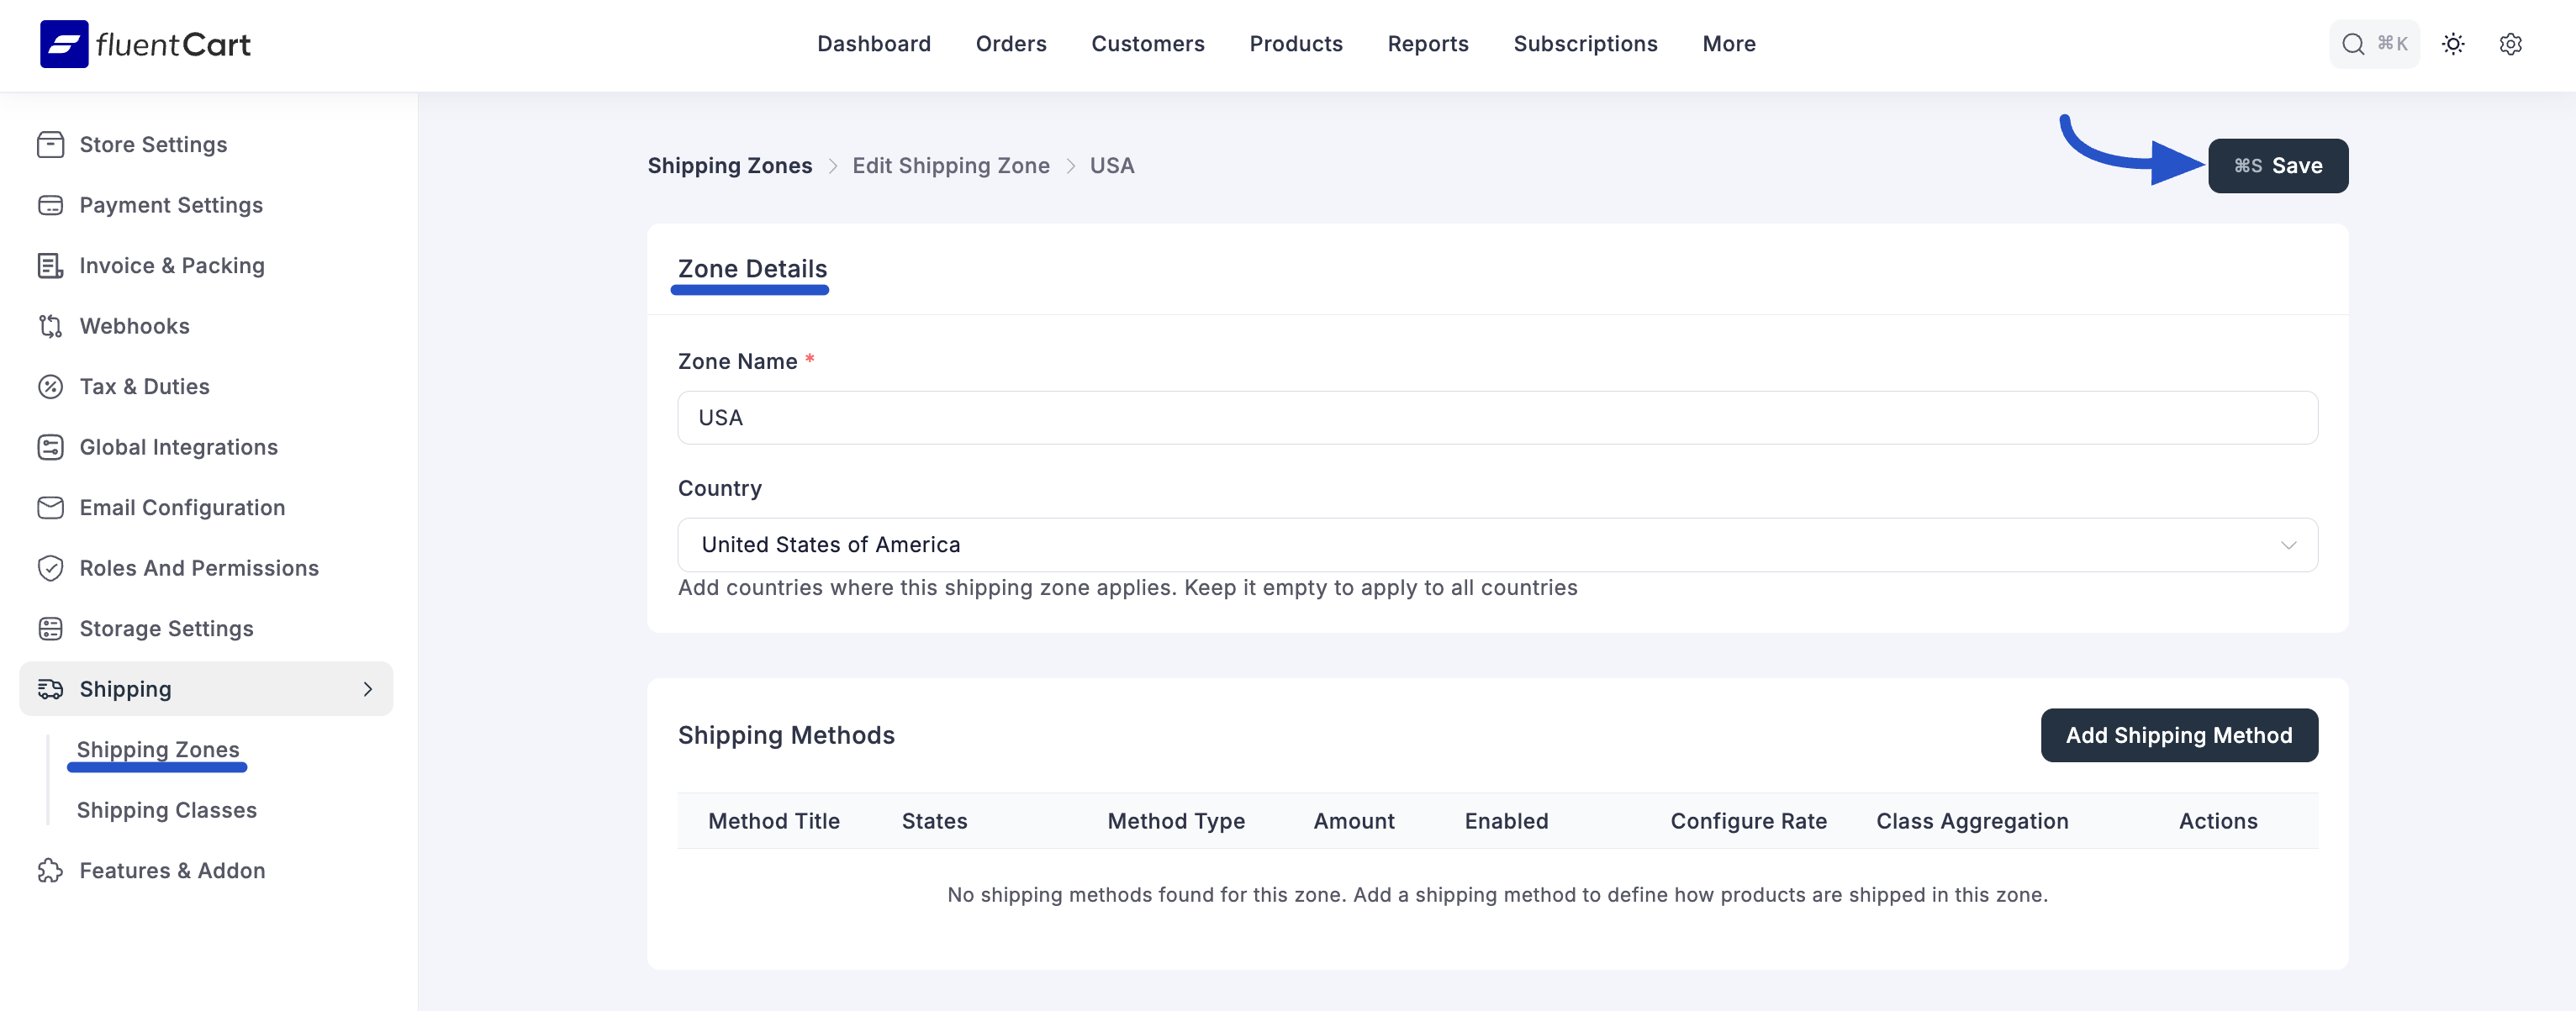 fluentCart
Dashboard Orders Customers Products Reports Subscriptions More
⌘K
Store Settings
Payment Settings
Invoice & Packing
Webhooks
Tax & Duties
Global Integrations
Email Configuration
Roles And Permissions
Storage Settings
Shipping
Shipping Zones
Shipping Classes
Features & Addon
Shipping Zones > Edit Shipping Zone > USA
⌘S Save
Zone Details
Zone Name *
USA
Country
United States of America
Add countries where this shipping zone applies. Keep it empty to apply to all countries
Shipping Methods
Add Shipping Method
Method Title States Method Type Amount Enabled Configure Rate Class Aggregation Actions
No shipping methods found for this zone. Add a shipping method to define how products are shipped in this zone.